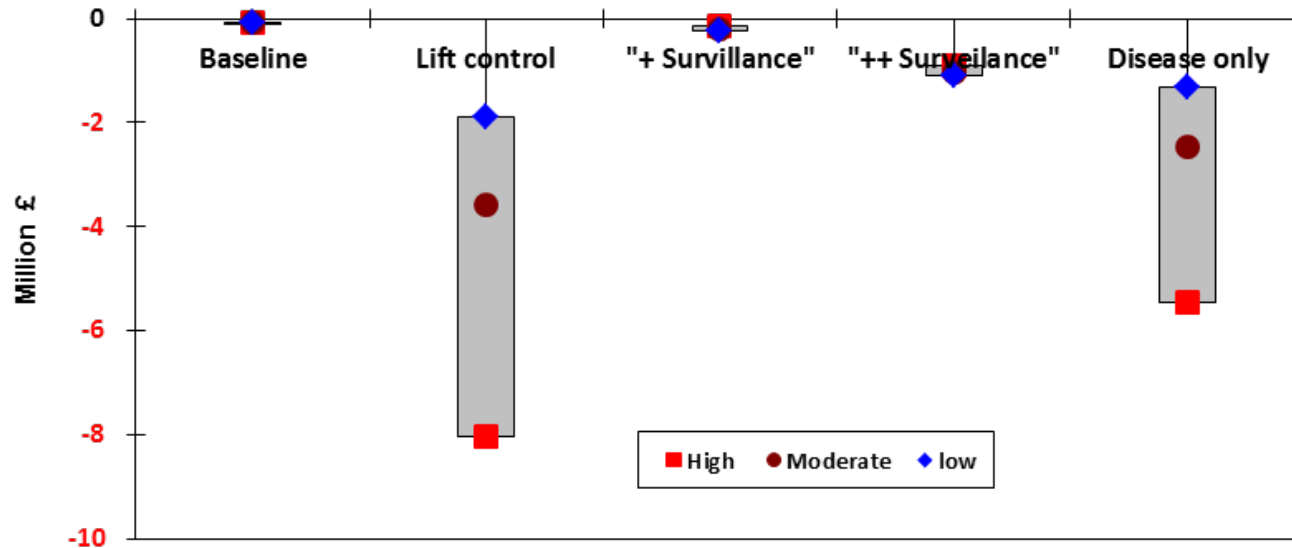 0
Baseline
Lift control
"+ Survillance"
"++ Surveilance"
Disease only
-2
-4
-6
-8
-10
Million £
High
Moderate
low